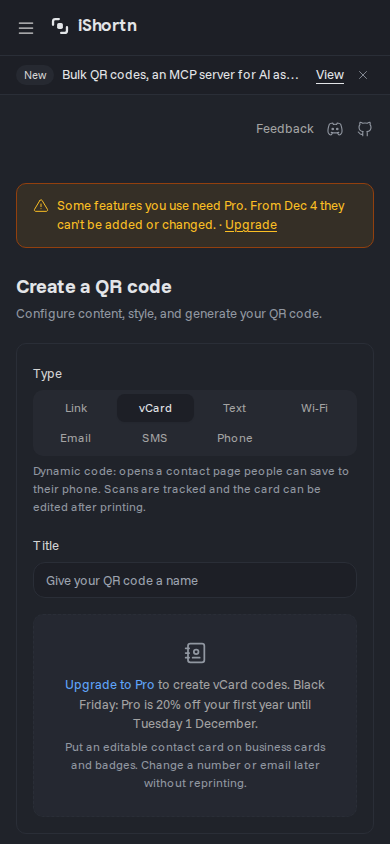 iShortn
New
Bulk QR codes, an MCP server for AI as...
View
Feedback
Some features you use need Pro. From Dec 4 they
can't be added or changed. · Upgrade
Create a QR code
Configure content, style, and generate your QR code.
Type
Link
vCard
Text
Wi-Fi
Email
SMS
Phone
Dynamic code: opens a contact page people can save to
their phone. Scans are tracked and the card can be
edited after printing.
Title
Give your QR code a name
Upgrade to Pro to create vCard codes. Black
Friday: Pro is 20% off your first year until
Tuesday 1 December.
Put an editable contact card on business cards
and badges. Change a number or email later
without reprinting.